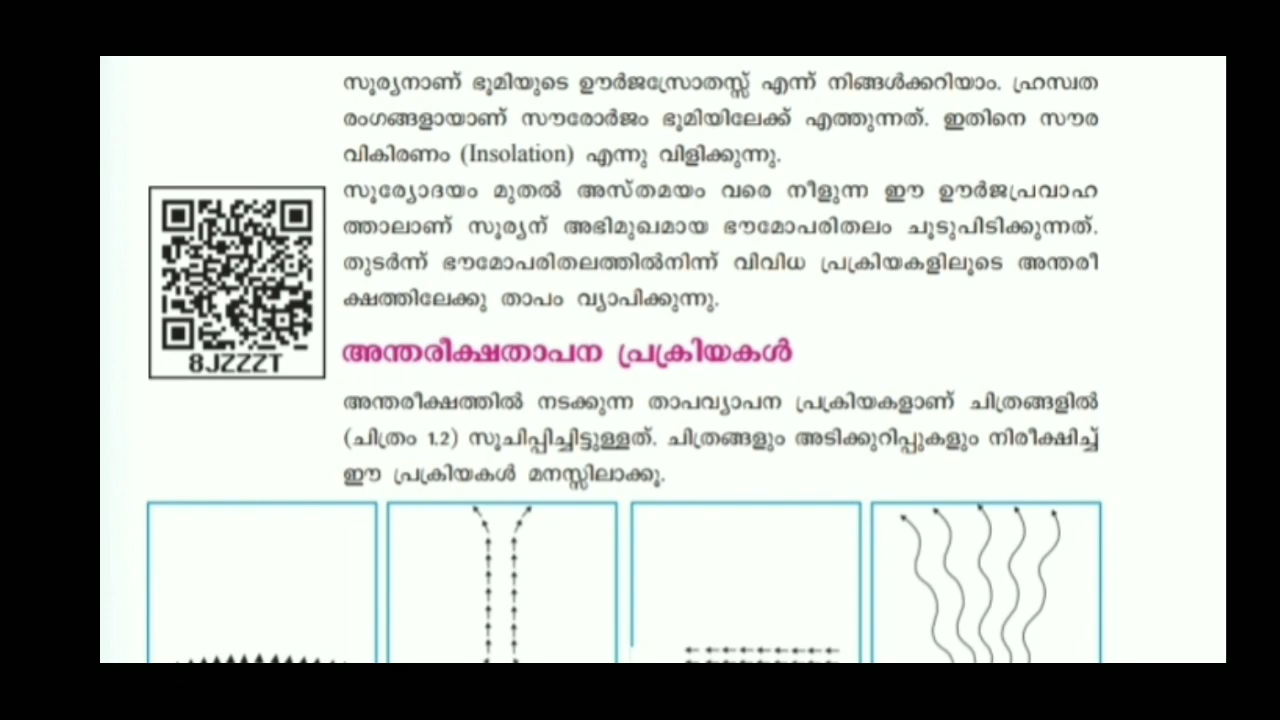 സൂര്യനാണ് ഭൂമിയുടെ ഊർജസ്രോതസ്സ് എന്ന് നിങ്ങൾക്കറിയാം. ഹ്രസ്വത
രംഗങ്ങളായാണ് സൗരോർജം ഭൂമിയിലേക്ക് എത്തുന്നത്. ഇതിനെ സൗര
വികിരണം (Insolation) എന്നു വിളിക്കുന്നു.
സൂര്യോദയം മുതൽ അസ്തമയം വരെ നീളുന്ന ഈ ഊർജപ്രവാഹ
ത്താലാണ് സൂര്യന് അഭിമുഖമായ ഭൗമോപരിതലം ചൂടുപിടിക്കുന്നത്.
തുടർന്ന് ഭൗമോപരിതലത്തിൽനിന്ന് വിവിധ പ്രക്രിയകളിലൂടെ അന്തരീ
ക്ഷത്തിലേക്കു താപം വ്യാപിക്കുന്നു.
8JZZZT
അന്തരീക്ഷതാപന പ്രക്രിയകൾ
അന്തരീക്ഷത്തിൽ നടക്കുന്ന താപവ്യാപന പ്രക്രിയകളാണ് ചിത്രങ്ങളിൽ
(ചിത്രം 1.2) സൂചിപ്പിച്ചിട്ടുള്ളത്. ചിത്രങ്ങളും അടിക്കുറിപ്പുകളും നിരീക്ഷിച്ച്
ഈ പ്രക്രിയകൾ മനസ്സിലാക്കൂ.